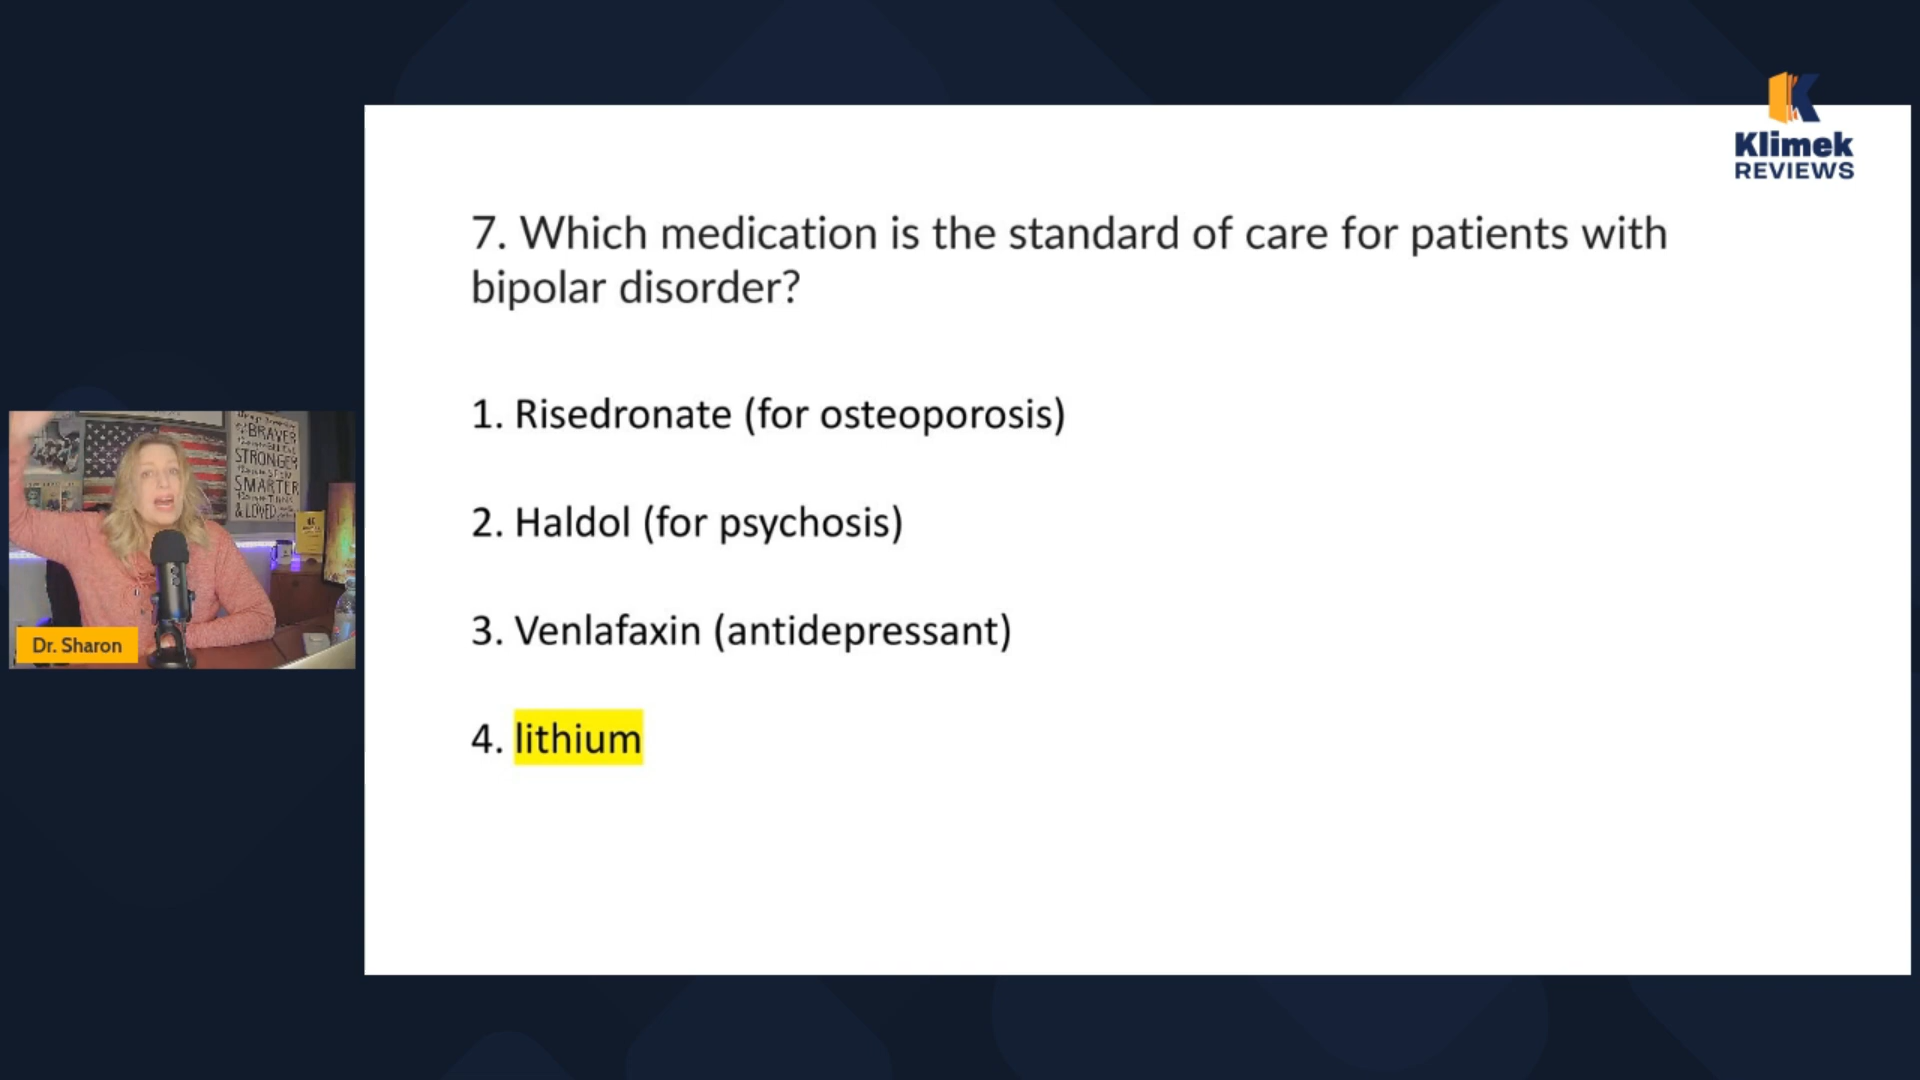 Klimek
REVIEWS
7. Which medication is the standard of care for patients with
bipolar disorder?
1. Risedronate (for osteoporosis)
2. Haldol (for psychosis)
3. Venlafaxin (antidepressant)
4. lithium
BRAVER
STRONGER
SMARTER
& LOVED
Dr. Sharon